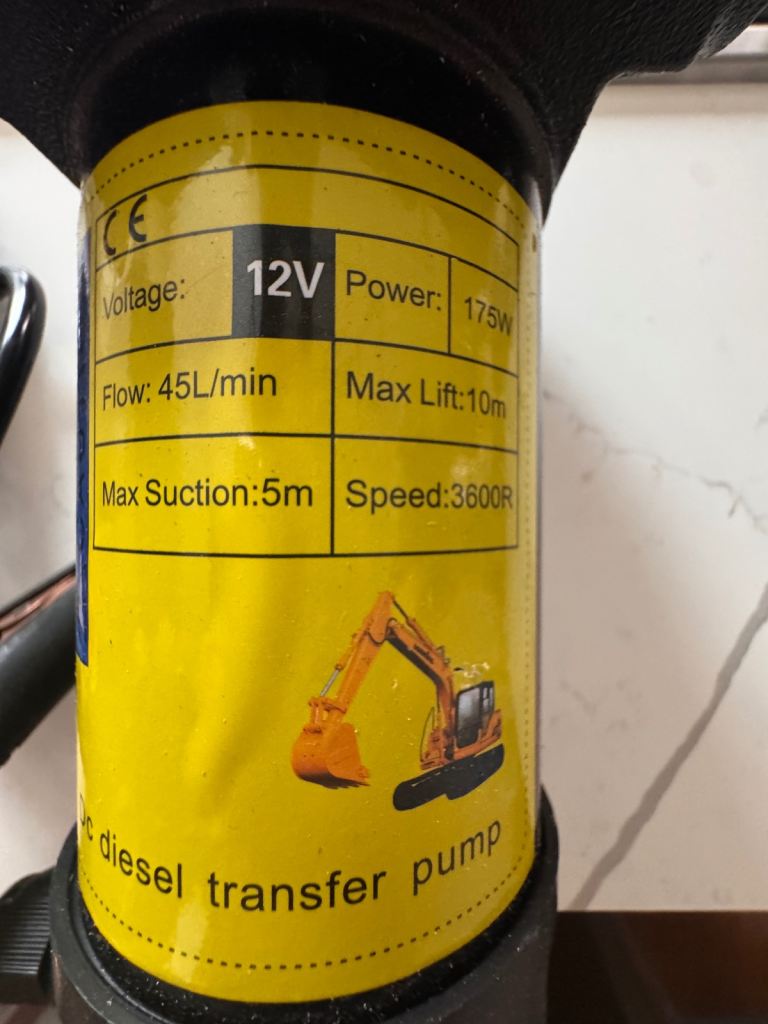 CE
Voltage: 12V Power: 175W
Flow: 45L/min Max Lift:10m
Max Suction:5m Speed:3600R
Dc diesel transfer pump